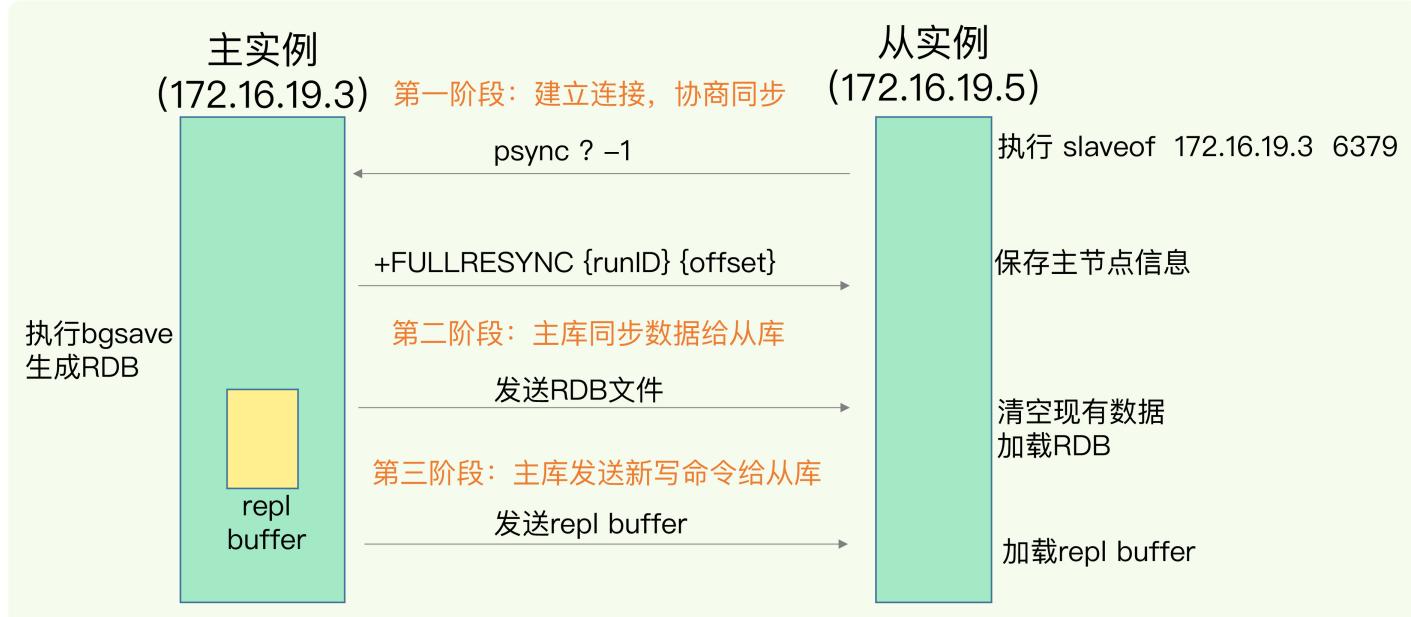 主实例
(172.16.19.3)
从实例
(172.16.19.5)
第一阶段：建立连接，协商同步
psync ? –1
执行 slaveof 172.16.19.3 6379
+FULLRESYNC {runID} {offset}
保存主节点信息
第二阶段：主库同步数据给从库
执行bgsave
生成RDB
发送RDB文件
清空现有数据
加载RDB
第三阶段：主库发送新写命令给从库
repl
buffer
发送repl buffer
加载repl buffer